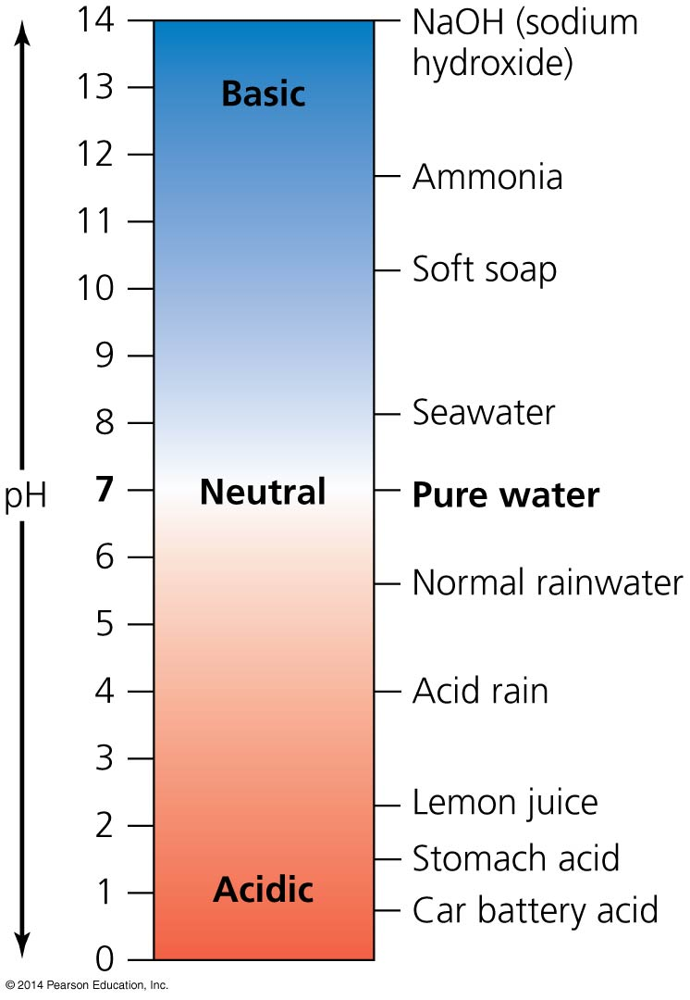 14
NaOH (sodium
hydroxide)
13
Basic
12
Ammonia
11
Soft soap
10
9
8
Seawater
pH
7
Neutral
Pure water
6
Normal rainwater
5
4
Acid rain
3
Lemon juice
2
Stomach acid
1
Acidic
Car battery acid
0
© 2014 Pearson Education, Inc.